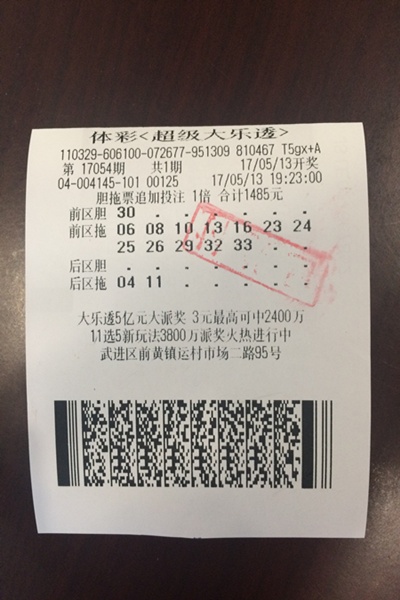 体彩<超级大乐透>
110329-606100-072677-951309 810467 T5gx+A
第 17054期 共1期 17/05/13开奖
04-004145-101 00125 17/05/13 19:23:00
胆拖票追加投注 1倍 合计1485元
前区胆 30 . . . . . .
前区拖 06 08 10 13 16 23 24
25 26 29 32 33 . .
后区胆 . . . . . . .
后区拖 04 11 . . . . .
大乐透5亿元大派奖 3元最高可中2400万
11选5新玩法3800万派奖火热进行中
武进区前黄镇运村市场二路95号